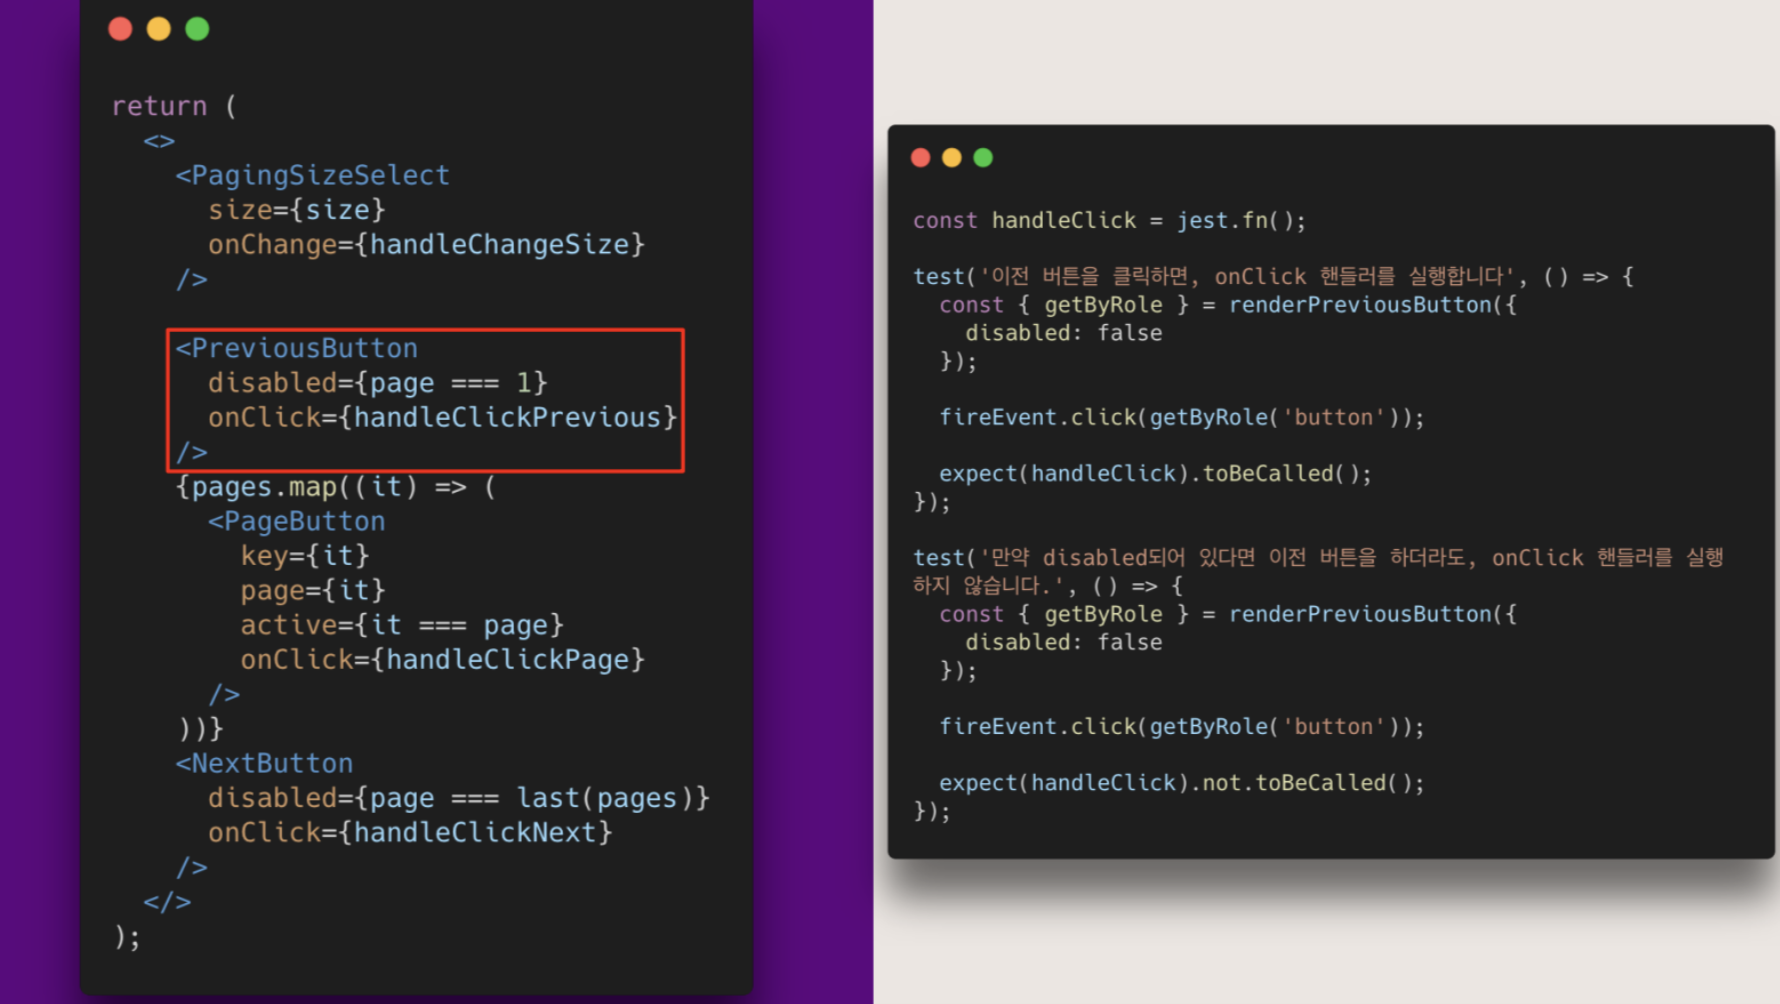 return (
  <>
    <PagingSizeSelect
      size={size}
      onChange={handleChangeSize}
    />
    <PreviousButton
      disabled={page === 1}
      onClick={handleClickPrevious}
    />
    {pages.map((it) => (
      <PageButton
        key={it}
        page={it}
        active={it === page}
        onClick={handleClickPage}
      />
    ))}
    <NextButton
      disabled={page === last(pages)}
      onClick={handleClickNext}
    />
  </>
);
const handleClick = jest.fn();
test('이전 버튼을 클릭하면, onClick 핸들러를 실행합니다', () => {
  const { getByRole } = renderPreviousButton({
    disabled: false
  });
  fireEvent.click(getByRole('button'));
  expect(handleClick).toBeCalled();
});
test('만약 disabled되어 있다면 이전 버튼을 하더라도, onClick 핸들러를 실행
하지 않습니다.', () => {
  const { getByRole } = renderPreviousButton({
    disabled: false
  });
  fireEvent.click(getByRole('button'));
  expect(handleClick).not.toBeCalled();
});